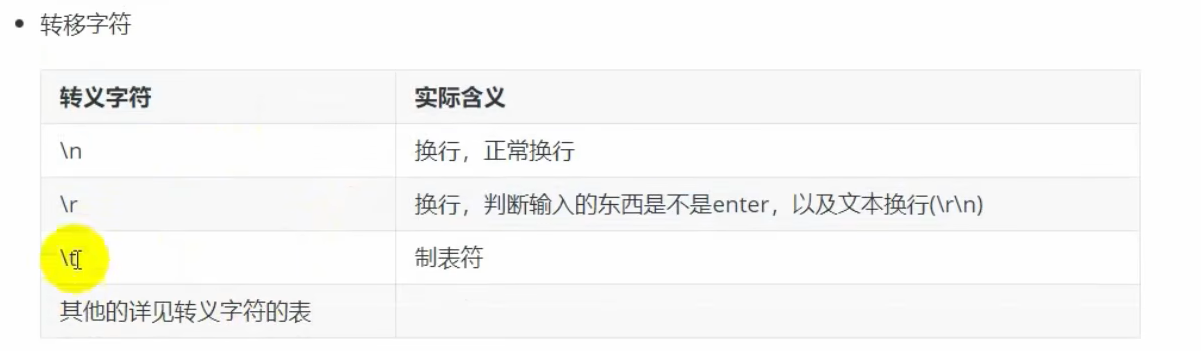 转移字符
转义字符 实际含义
\n 换行，正常换行
\r 换行，判断输入的东西是不是enter，以及文本换行(\r\n)
\t 制表符
其他的详见转义字符的表